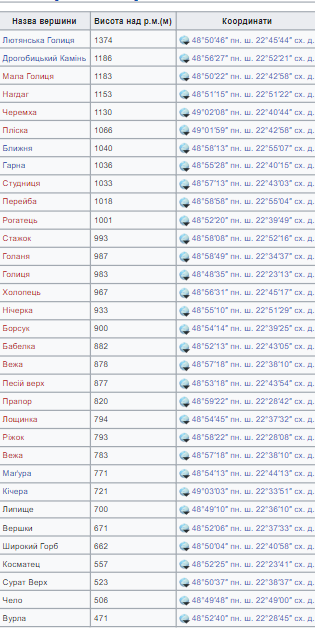 Назва вершини Висота над р.м.(м) Координати
Лютянська Голиця 1374 48°50′46″ пн. ш. 22°45′44″ сх. д.
Дрогобицький Камінь 1186 48°56′27″ пн. ш. 22°52′21″ сх. д.
Мала Голиця 1183 48°50′22″ пн. ш. 22°42′58″ сх. д.
Нагдаг 1153 48°51′15″ пн. ш. 22°51′22″ сх. д.
Черемха 1130 49°02′08″ пн. ш. 22°40′44″ сх. д.
Пліска 1066 49°01′59″ пн. ш. 22°42′58″ сх. д.
Ближня 1040 48°58′13″ пн. ш. 22°55′07″ сх. д.
Гарна 1036 48°55′28″ пн. ш. 22°40′15″ сх. д.
Студниця 1033 48°57′13″ пн. ш. 22°43′03″ сх. д.
Перейба 1018 48°58′58″ пн. ш. 22°55′04″ сх. д.
Рогатець 1001 48°52′20″ пн. ш. 22°39′49″ сх. д.
Стажок 993 48°58′08″ пн. ш. 22°52′16″ сх. д.
Голаня 987 48°58′49″ пн. ш. 22°34′37″ сх. д.
Голиця 983 48°48′35″ пн. ш. 22°23′13″ сх. д.
Холопець 967 48°56′31″ пн. ш. 22°45′17″ сх. д.
Нічерка 933 48°55′10″ пн. ш. 22°51′29″ сх. д.
Борсук 900 48°54′14″ пн. ш. 22°39′25″ сх. д.
Бабелка 882 48°52′13″ пн. ш. 22°43′05″ сх. д.
Вежа 878 48°57′18″ пн. ш. 22°38′10″ сх. д.
Песій верх 877 48°53′18″ пн. ш. 22°43′54″ сх. д.
Прапор 820 48°59′22″ пн. ш. 22°28′42″ сх. д.
Лощинка 794 48°54′45″ пн. ш. 22°37′32″ сх. д.
Ріжок 793 48°58′22″ пн. ш. 22°28′08″ сх. д.
Вежа 783 48°57′18″ пн. ш. 22°38′10″ сх. д.
Маґура 771 48°54′13″ пн. ш. 22°44′13″ сх. д.
Кічера 721 49°03′03″ пн. ш. 22°33′51″ сх. д.
Липище 700 48°49′10″ пн. ш. 22°36′10″ сх. д.
Вершки 671 48°52′06″ пн. ш. 22°37′33″ сх. д.
Широкий Горб 662 48°50′04″ пн. ш. 22°40′58″ сх. д.
Косматец 557 48°52′25″ пн. ш. 22°23′41″ сх. д.
Сурат Верх 523 48°50′37″ пн. ш. 22°38′37″ сх. д.
Чело 506 48°49′48″ пн. ш. 22°49′00″ сх. д.
Вурла 471 48°52′40″ пн. ш. 22°28′45″ сх. д.